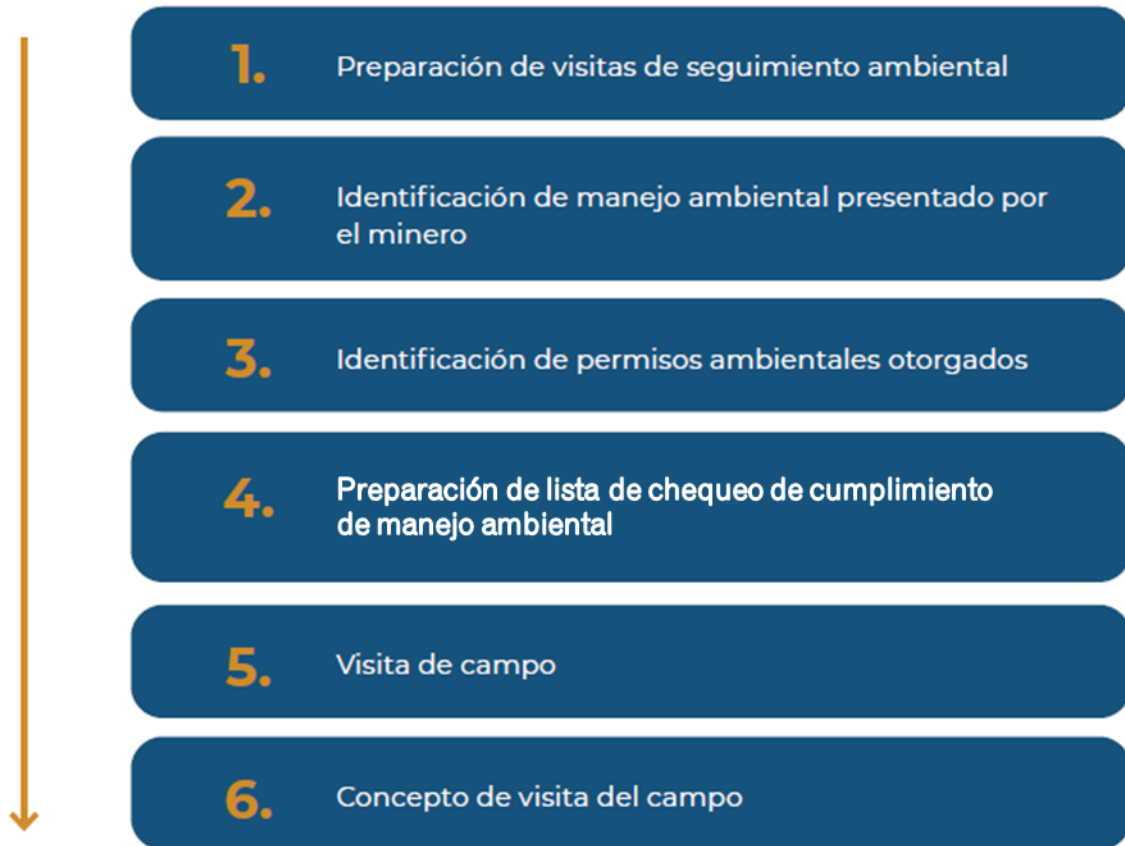 1. Preparación de visitas de seguimiento ambiental
2. Identificación de manejo ambiental presentado por
el minero
3. Identificación de permisos ambientales otorgados
4. Preparación de lista de chequeo de cumplimiento
de manejo ambiental
5. Visita de campo
6. Concepto de visita del campo